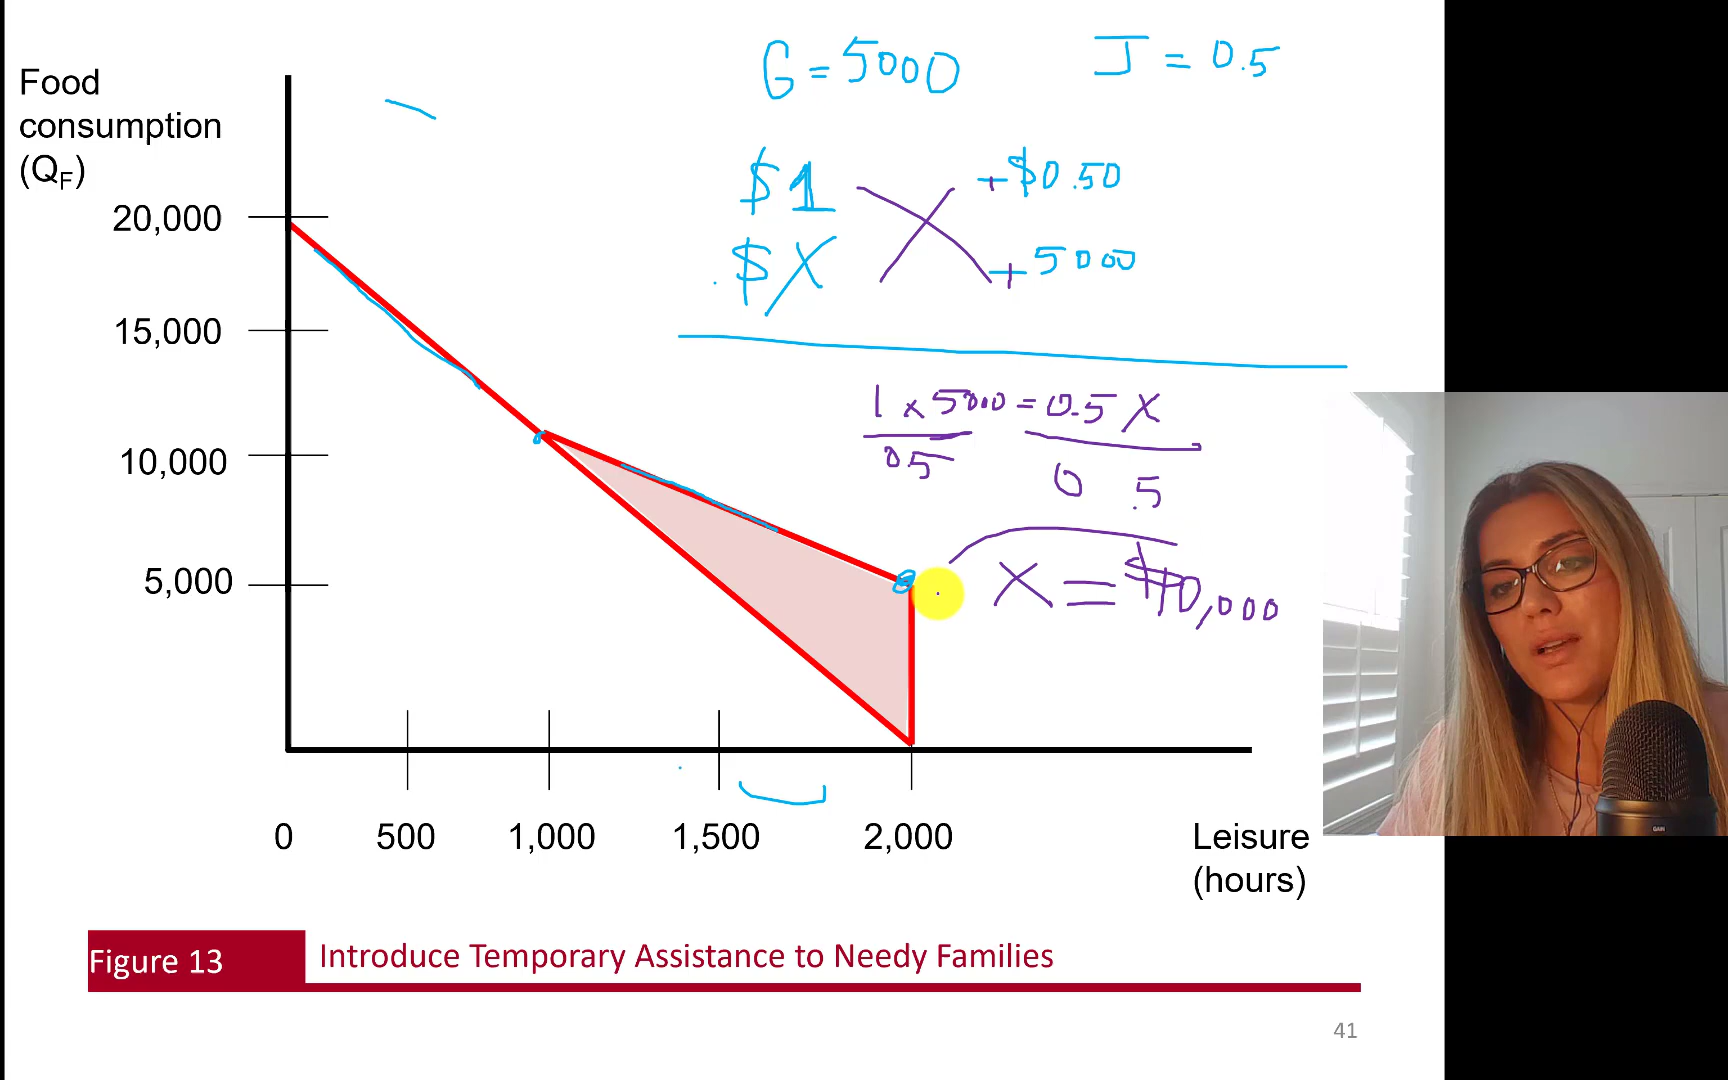 Food
consumption
(QF)
20,000
15,000
10,000
5,000
G = 5000
J = 0.5
$1 +$0.50
$X +5000
1 x 5000 = 0.5 X
0.5 0.5
X = $10,000
0 500 1,000 1,500 2,000
Leisure
(hours)
Figure 13
Introduce Temporary Assistance to Needy Families
41
GAIN